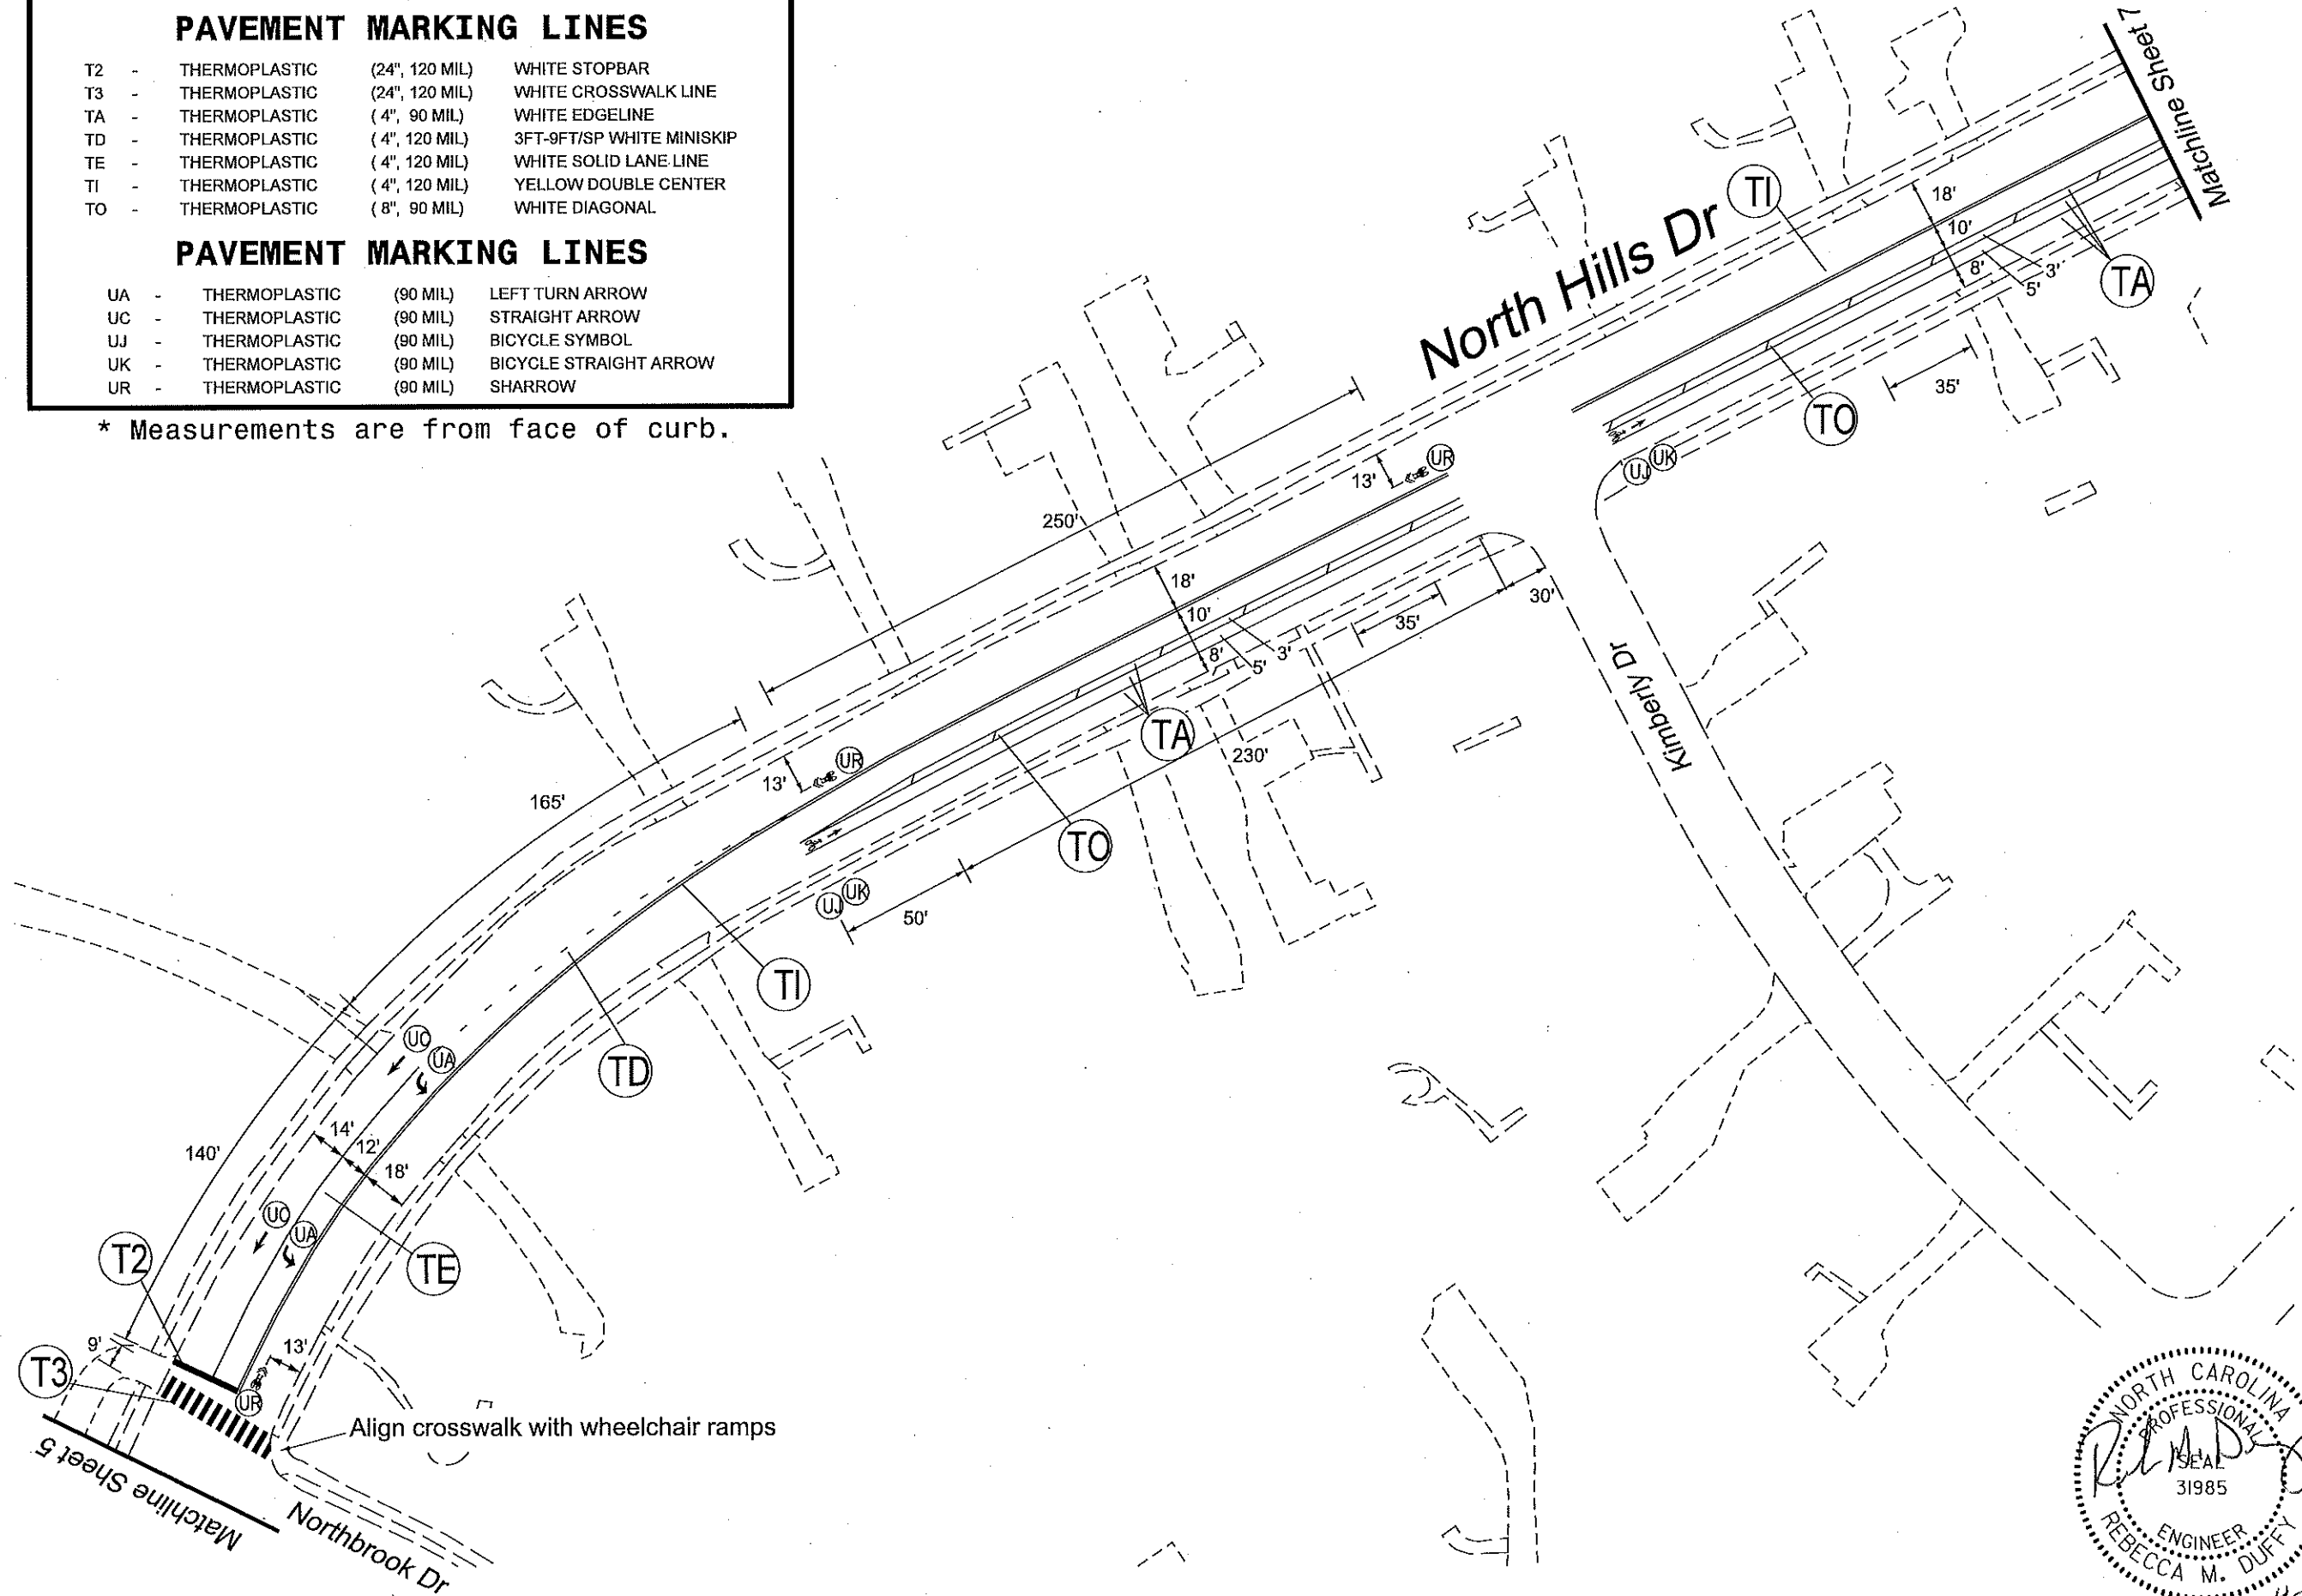 PAVEMENT MARKING LINES
T2 - THERMOPLASTIC (24", 120 MIL) WHITE STOPBAR
T3 - THERMOPLASTIC (24", 120 MIL) WHITE CROSSWALK LINE
TA - THERMOPLASTIC ( 4", 90 MIL) WHITE EDGELINE
TD - THERMOPLASTIC ( 4", 120 MIL) 3FT-9FT/SP WHITE MINISKIP
TE - THERMOPLASTIC ( 4", 120 MIL) WHITE SOLID LANE LINE
TI - THERMOPLASTIC ( 4", 120 MIL) YELLOW DOUBLE CENTER
TO - THERMOPLASTIC ( 8", 90 MIL) WHITE DIAGONAL
PAVEMENT MARKING LINES
UA - THERMOPLASTIC (90 MIL) LEFT TURN ARROW
UC - THERMOPLASTIC (90 MIL) STRAIGHT ARROW
UJ - THERMOPLASTIC (90 MIL) BICYCLE SYMBOL
UK - THERMOPLASTIC (90 MIL) BICYCLE STRAIGHT ARROW
UR - THERMOPLASTIC (90 MIL) SHARROW
* Measurements are from face of curb.
Matchline Sheet 7
North Hills Dr
TI
18'
10'
8'
3'
5'
TA
35'
TO
UJ UK
13'
UR
250'
18'
10'
8'
5'
3'
35'
30'
Kimberly Dr
TA
230'
13'
UR
165'
TO
UJ UK
50'
TI
TD
UC
UA
14'
12'
18'
140'
UC
UA
T2
TE
9'
13'
T3
UR
Align crosswalk with wheelchair ramps
Matchline Sheet 5
Northbrook Dr
NORTH CAROLINA
PROFESSIONAL
SEAL
31985
ENGINEER
REBECCA M. DUFFY